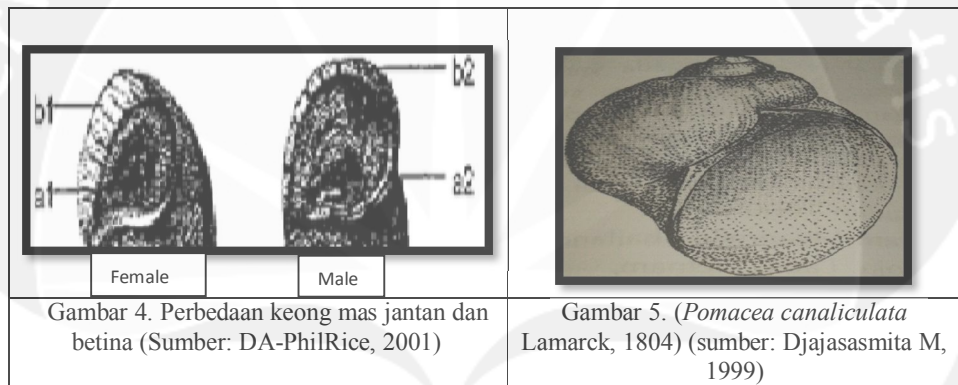 b1
a1
b2
a2
Female
Male
Gambar 4. Perbedaan keong mas jantan dan
betina (Sumber: DA-PhilRice, 2001)
Gambar 5. (Pomacea canaliculata
Lamarck, 1804) (sumber: Djajasasmita M,
1999)